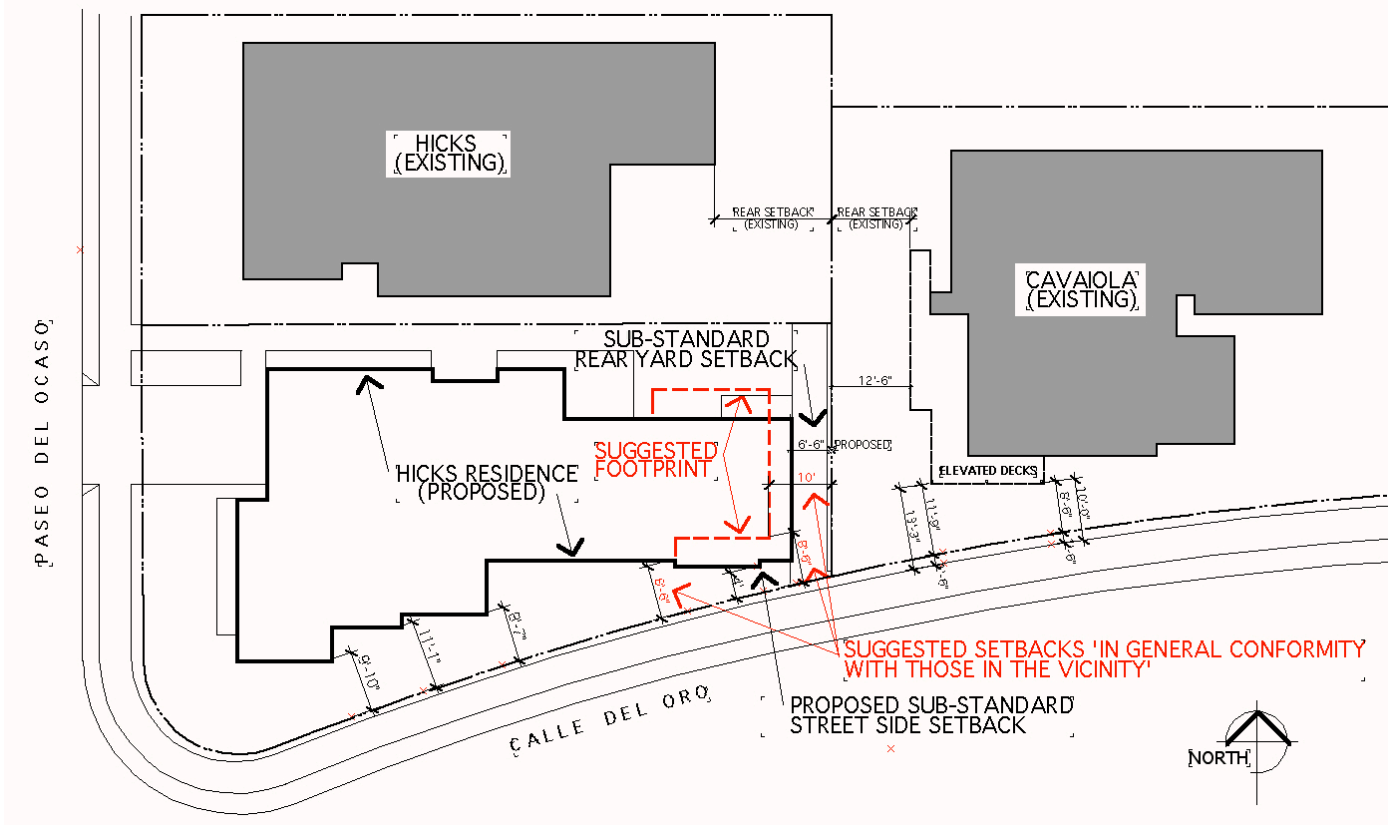 HICKS
(EXISTING)
REAR SETBACK
(EXISTING)
REAR SETBACK
(EXISTING)
CAVAIOLA
(EXISTING)
PASEO DEL OCASO
SUB-STANDARD
REAR YARD SETBACK
12'-6"
6'-6"
PROPOSED
SUGGESTED
FOOTPRINT
10'
HICKS RESIDENCE
(PROPOSED)
ELEVATED DECKS
13'-3"
11'-9"
8'-6"
10'-0"
8'-6"
6'-6"
8'-7"
11'-1"
9'-10"
SUGGESTED SETBACKS 'IN GENERAL CONFORMITY
WITH THOSE IN THE VICINITY'
CALLE DEL ORO
PROPOSED SUB-STANDARD
STREET SIDE SETBACK
NORTH